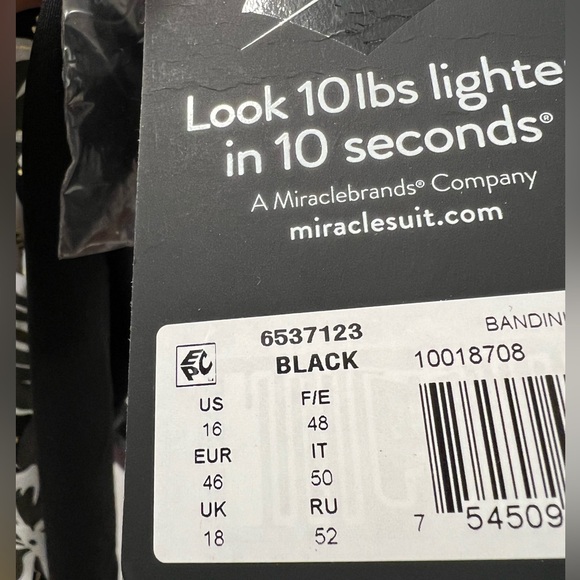 Look 10 lbs lighte
in 10 seconds®
A Miraclebrands® Company
miraclesuit.com
6537123
BANDIN
BLACK
10018708
ECPC
US
F/E
16
48
EUR
IT
46
50
UK
RU
18
52
7 54509